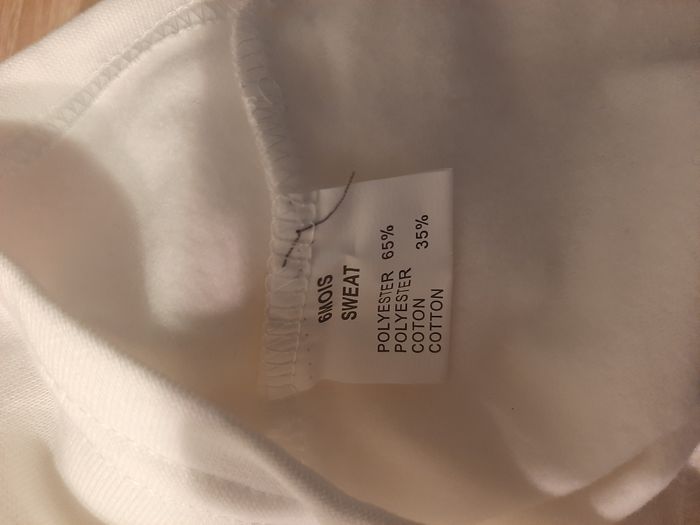 6MOIS
SWEAT
POLYESTER 65%
POLYESTER
COTON 35%
COTTON